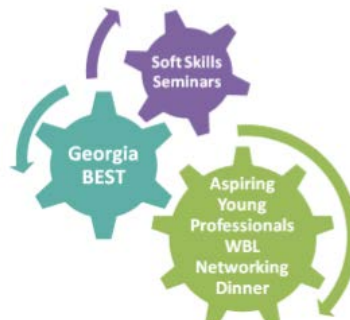 Soft Skills
Seminars
Georgia
BEST
Aspiring
Young
Professionals
WBL
Networking
Dinner